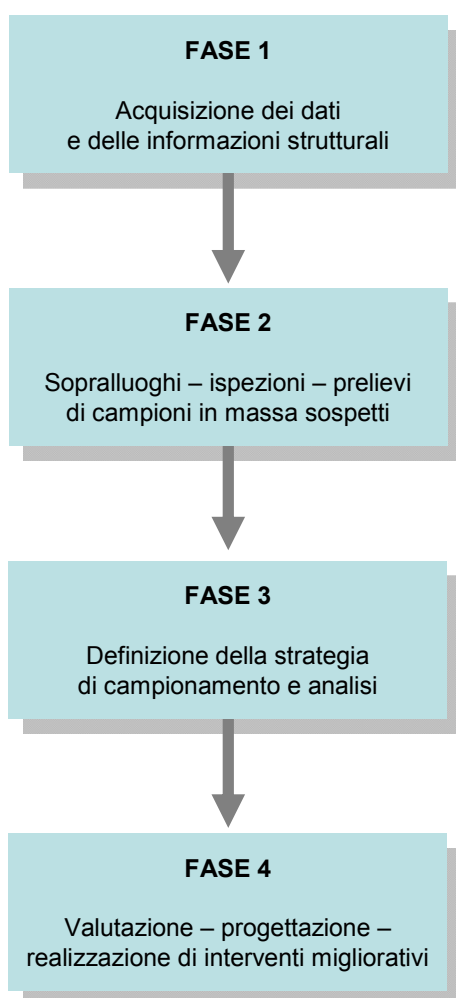 FASE 1
Acquisizione dei dati
e delle informazioni strutturali
FASE 2
Sopralluoghi – ispezioni – prelievi
di campioni in massa sospetti
FASE 3
Definizione della strategia
di campionamento e analisi
FASE 4
Valutazione – progettazione –
realizzazione di interventi migliorativi